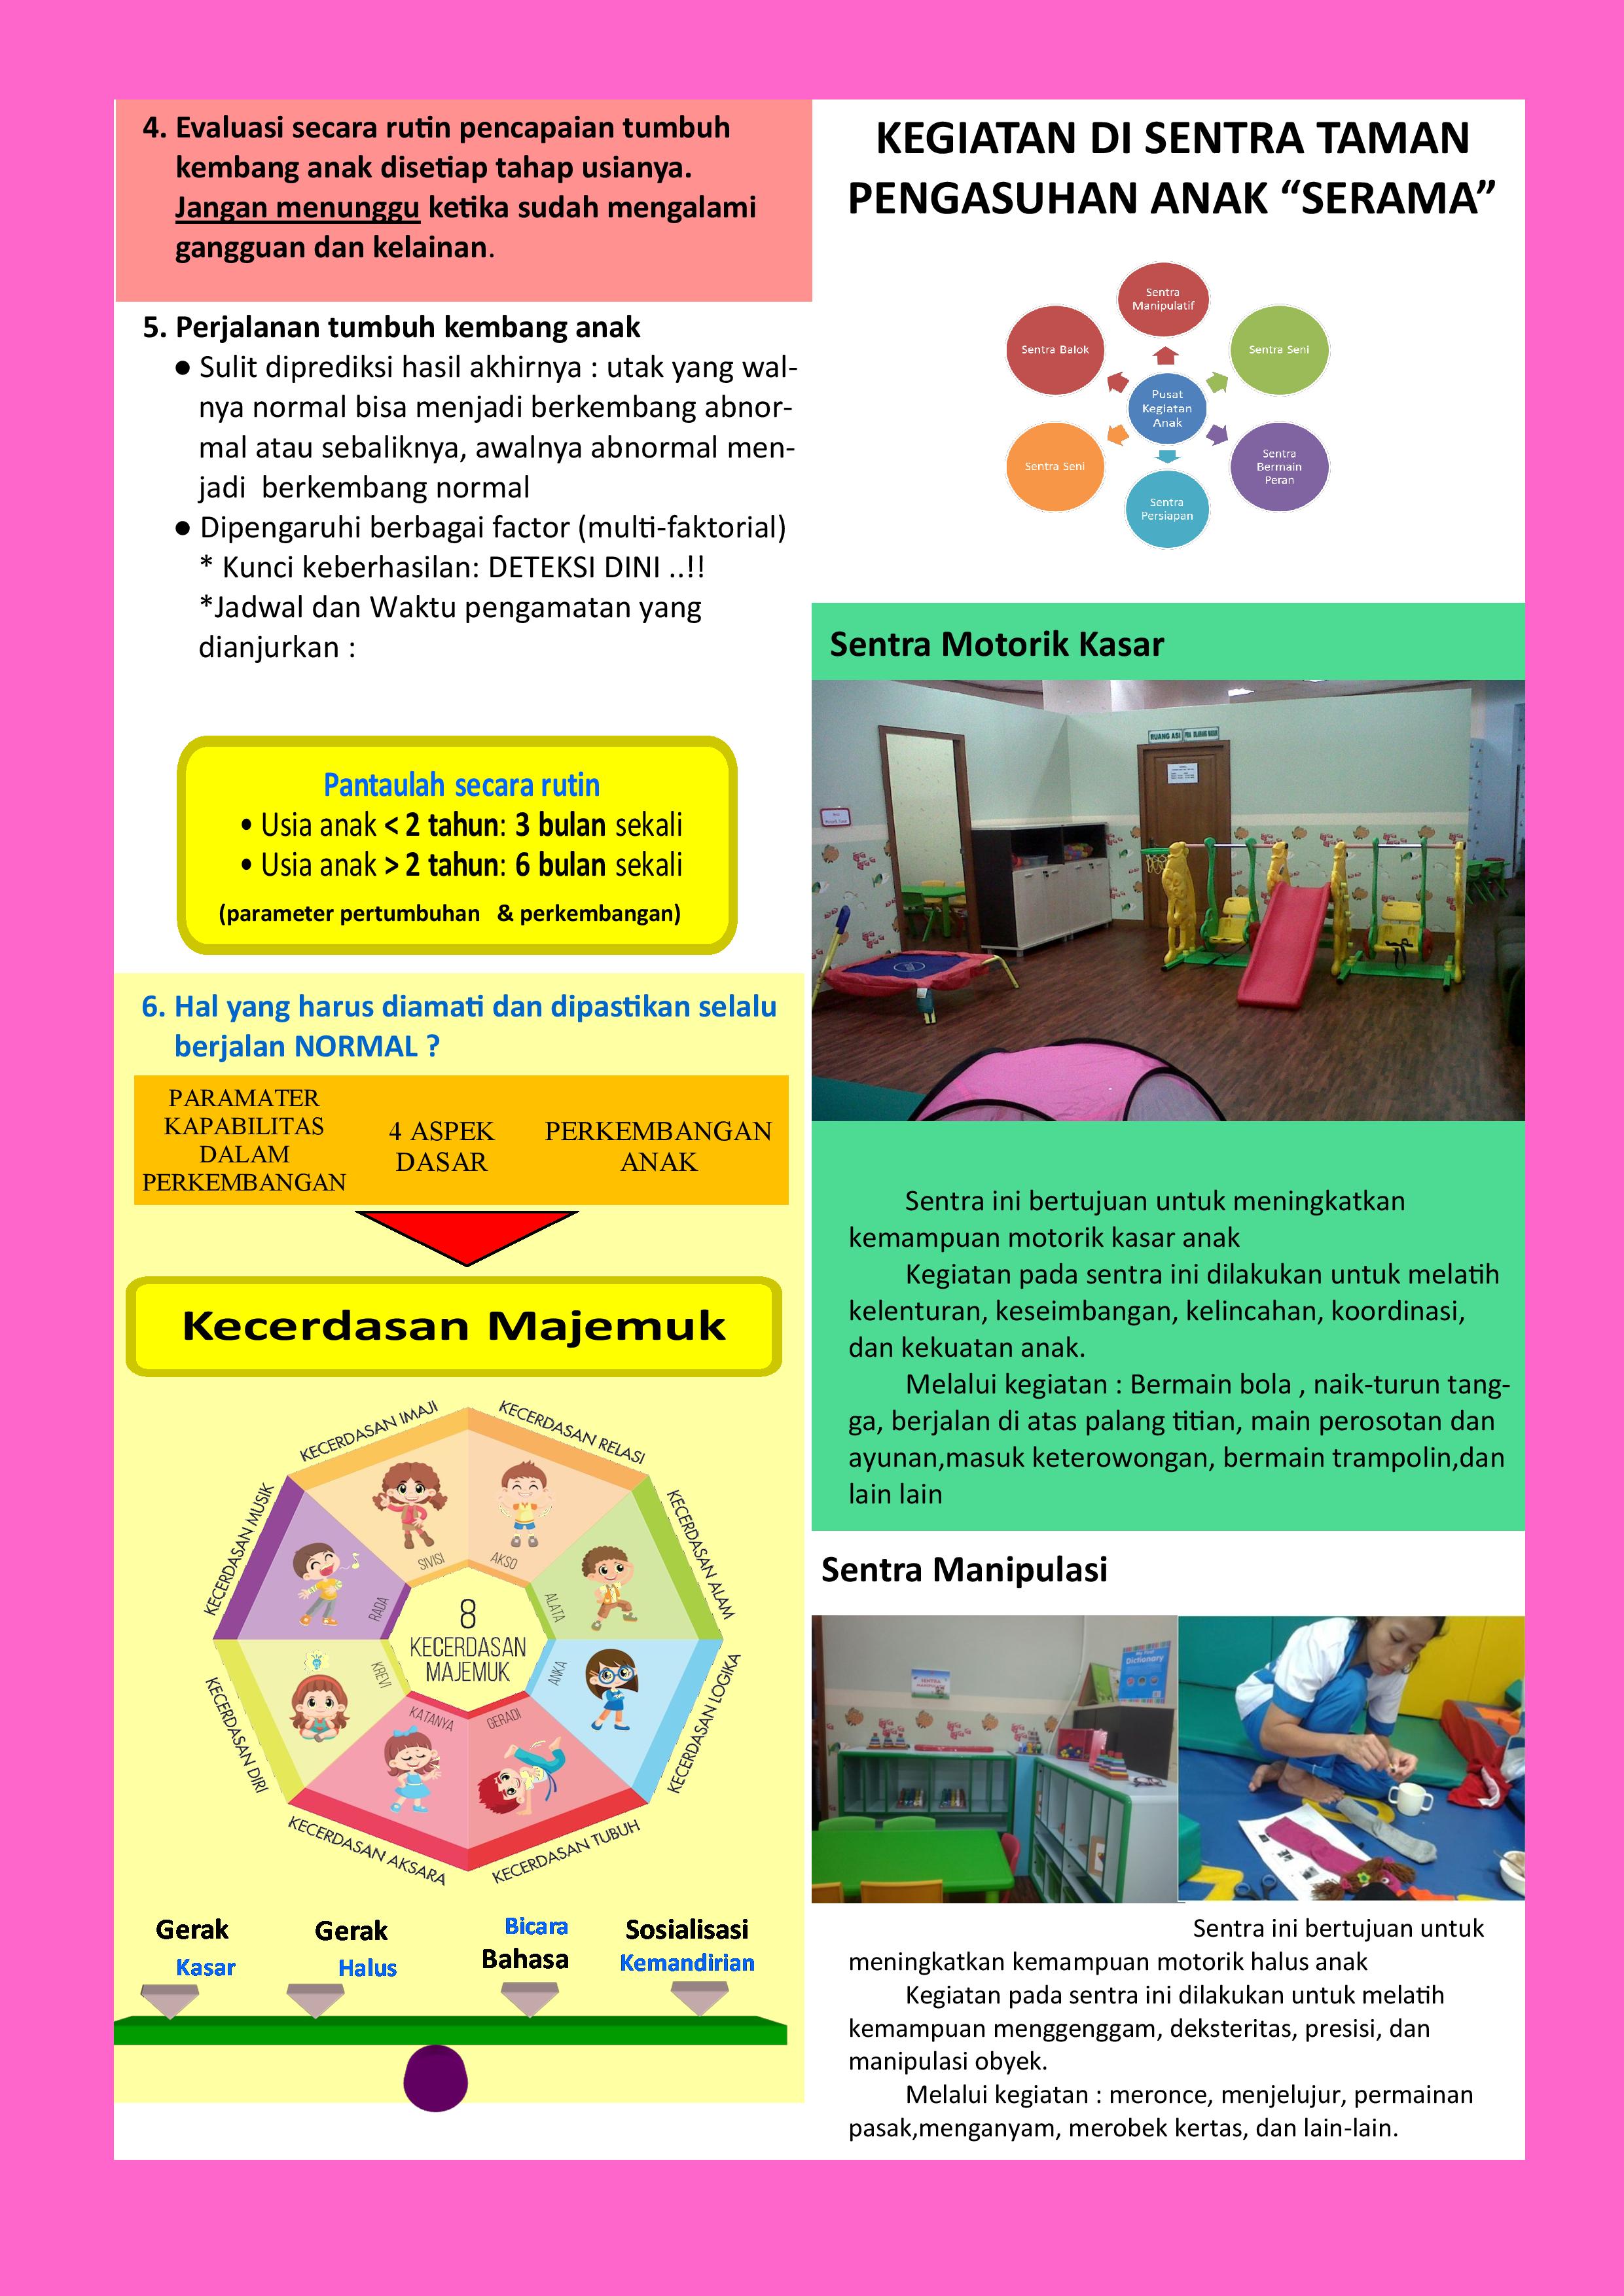 4. Evaluasi secara rutin pencapaian tumbuh
kembang anak disetiap tahap usianya.
Jangan menunggu ketika sudah mengalami
gangguan dan kelainan.
5. Perjalanan tumbuh kembang anak
● Sulit diprediksi hasil akhirnya : utak yang wal-
nya normal bisa menjadi berkembang abnor-
mal atau sebaliknya, awalnya abnormal men-
jadi berkembang normal
● Dipengaruhi berbagai factor (multi-faktorial)
* Kunci keberhasilan: DETEKSI DINI ..!!
*Jadwal dan Waktu pengamatan yang
dianjurkan :
Pantaulah secara rutin
• Usia anak < 2 tahun: 3 bulan sekali
• Usia anak > 2 tahun: 6 bulan sekali
(parameter pertumbuhan & perkembangan)
6. Hal yang harus diamati dan dipastikan selalu
berjalan NORMAL ?
PARAMATER
KAPABILITAS
DALAM
PERKEMBANGAN
4 ASPEK
DASAR
PERKEMBANGAN
ANAK
Kecerdasan Majemuk
KECERDASAN IMAJI
KECERDASAN RELASI
KECERDASAN MUSIK
KECERDASAN ALAM
SIVISI
AKSO
RADA
ALATA
8
KECERDASAN
MAJEMUK
KREVI
ANKA
KATANYA
GERADI
KECERDASAN DIRI
KECERDASAN LOGIKA
KECERDASAN AKSARA
KECERDASAN TUBUH
Gerak
Kasar
Gerak
Halus
Bicara
Bahasa
Sosialisasi
Kemandirian
KEGIATAN DI SENTRA TAMAN
PENGASUHAN ANAK “SERAMA”
Sentra
Manipulatif
Sentra Balok
Sentra Seni
Pusat
Kegiatan
Anak
Sentra Seni
Sentra
Bermain
Peran
Sentra
Persiapan
Sentra Motorik Kasar
RUANG ASI
Sentra ini bertujuan untuk meningkatkan
kemampuan motorik kasar anak
Kegiatan pada sentra ini dilakukan untuk melatih
kelenturan, keseimbangan, kelincahan, koordinasi,
dan kekuatan anak.
Melalui kegiatan : Bermain bola , naik-turun tang-
ga, berjalan di atas palang titian, main perosotan dan
ayunan,masuk keterowongan, bermain trampolin,dan
lain lain
Sentra Manipulasi
SENTRA
Dictionary
Sentra ini bertujuan untuk
meningkatkan kemampuan motorik halus anak
Kegiatan pada sentra ini dilakukan untuk melatih
kemampuan menggenggam, deksteritas, presisi, dan
manipulasi obyek.
Melalui kegiatan : meronce, menjelujur, permainan
pasak,menganyam, merobek kertas, dan lain-lain.